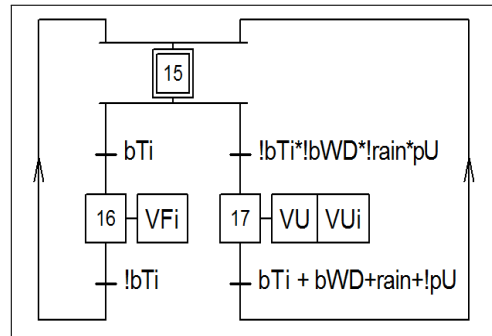 15
bTi
!bTi*!bWD*!rain*pU
16
VFi
17
VU
VUi
!bTi
bTi + bWD+rain+!pU